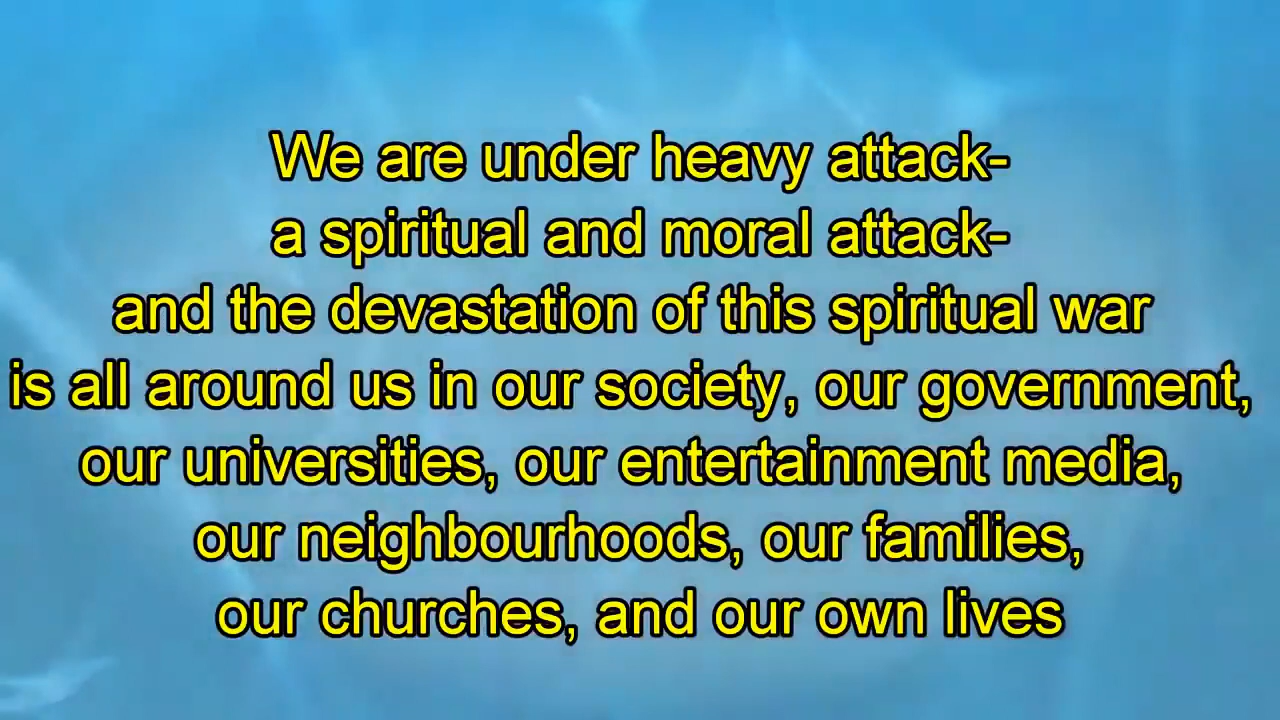 We are under heavy attack-
a spiritual and moral attack-
and the devastation of this spiritual war
is all around us in our society, our government,
our universities, our entertainment media,
our neighbourhoods, our families,
our churches, and our own lives